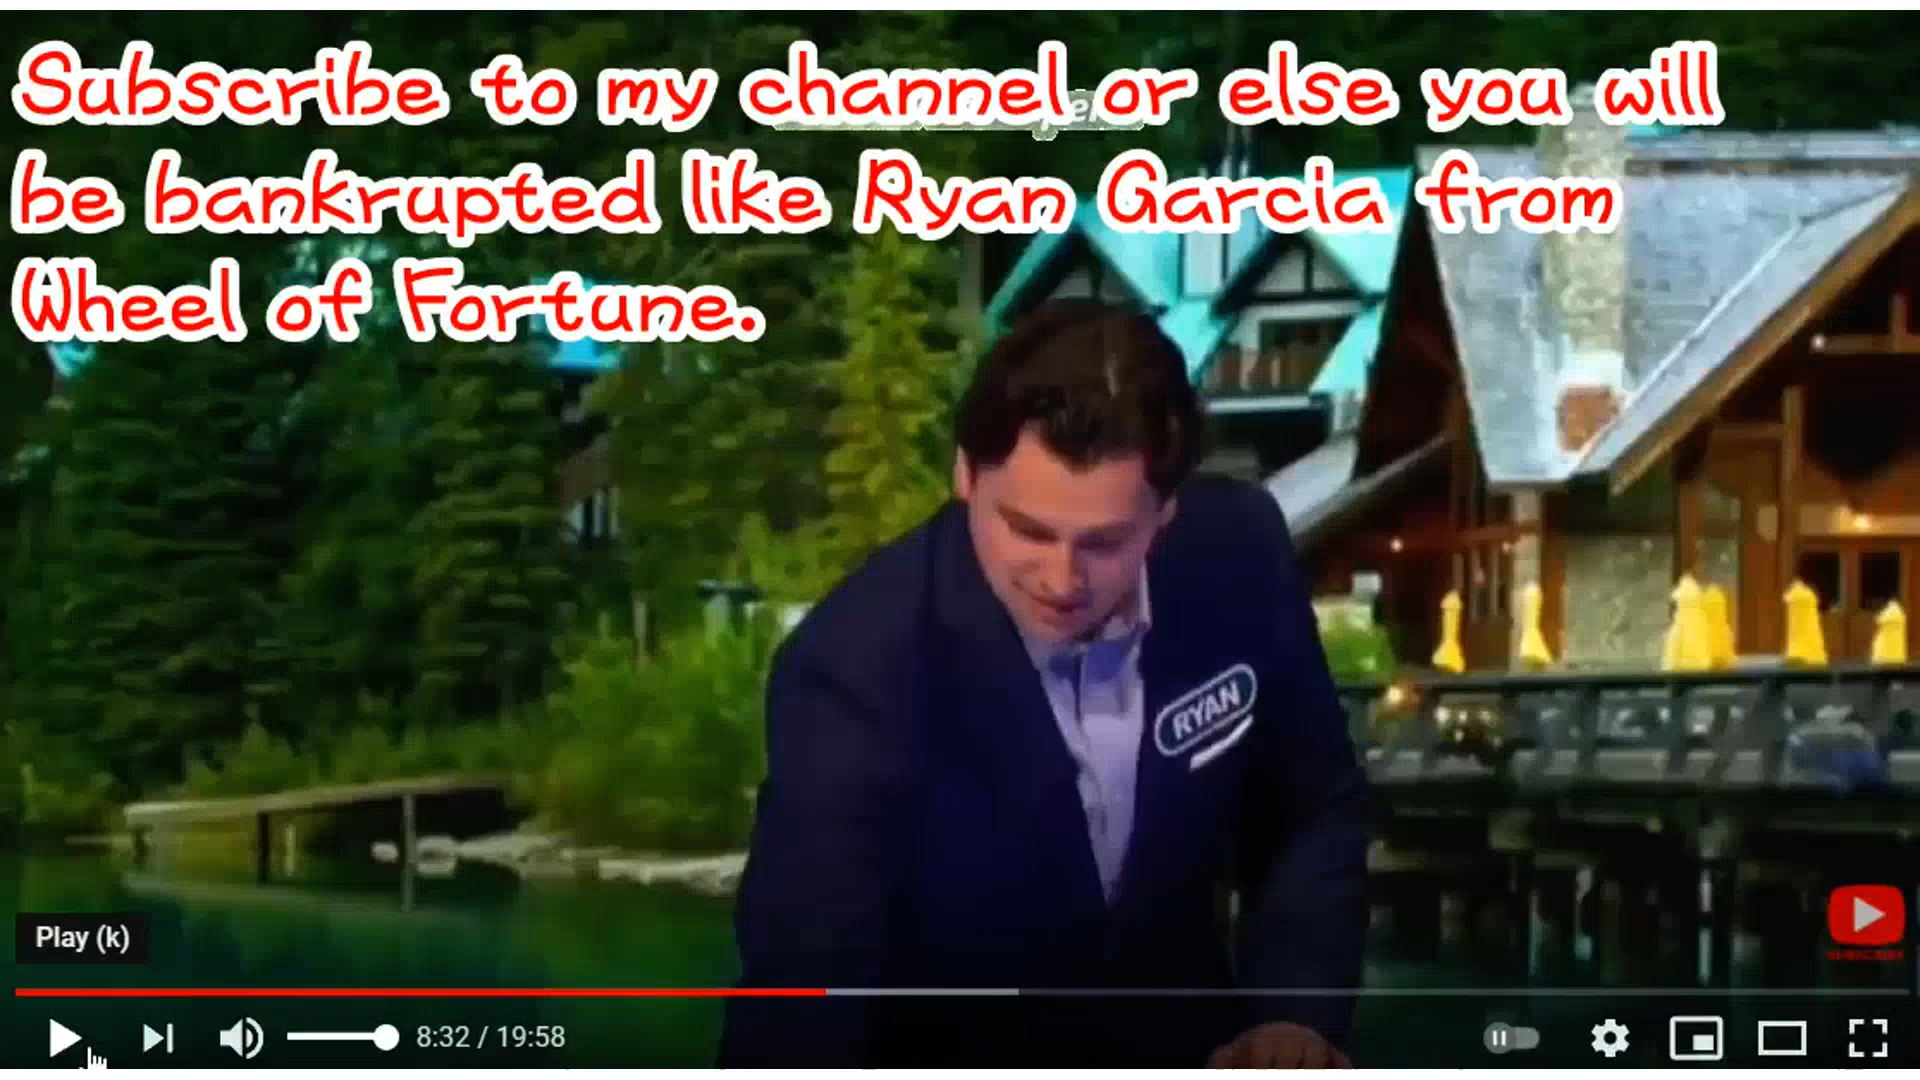 Subscribe to my channel or else you will
be bankrupted like Ryan Garcia from
Wheel of Fortune.
RYAN
SUBSCRIBE
Play (k)
8:32 / 19:58